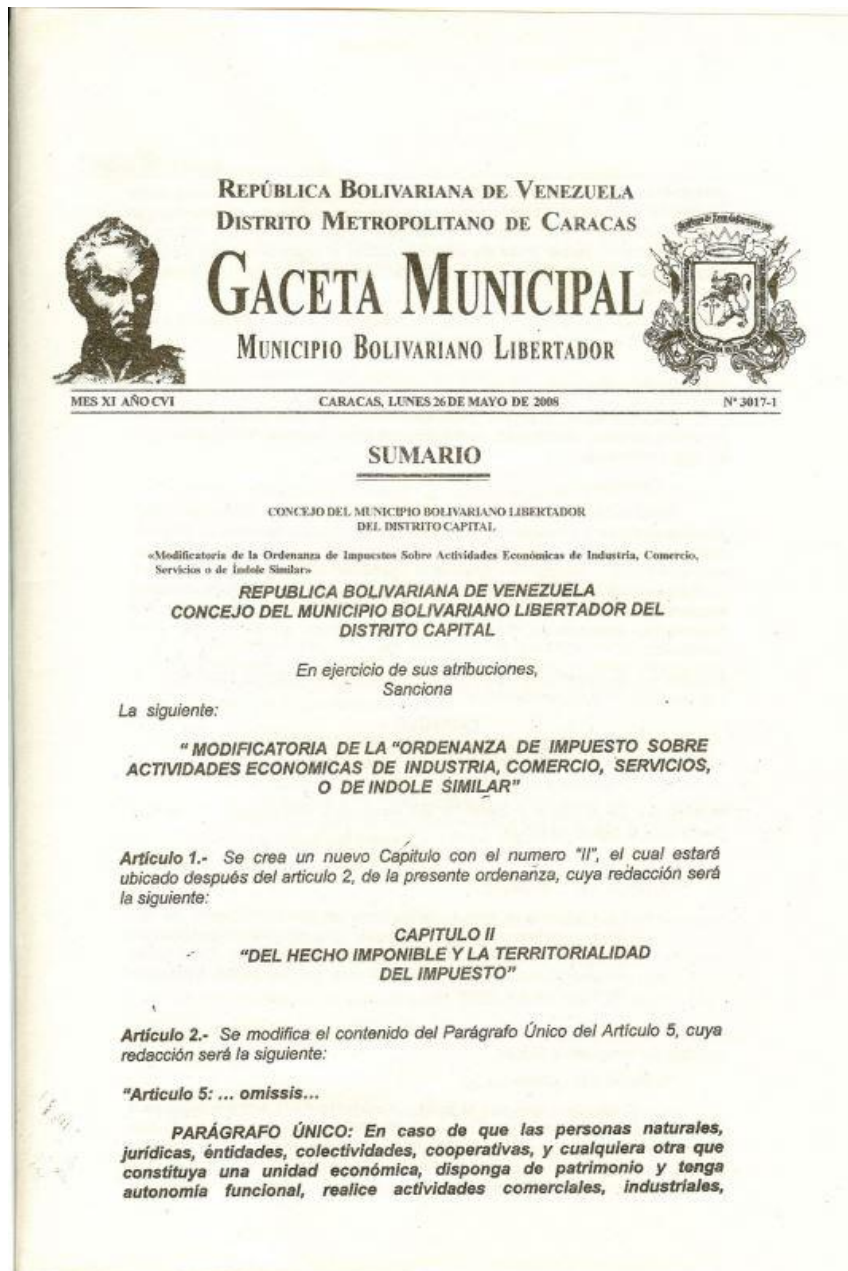 REPÚBLICA BOLIVARIANA DE VENEZUELA
DISTRITO METROPOLITANO DE CARACAS
GACETA MUNICIPAL
MUNICIPIO BOLIVARIANO LIBERTADOR
MES XI AÑO CVI CARACAS, LUNES 26 DE MAYO DE 2008 Nº 3017-1
SUMARIO
CONCEJO DEL MUNICIPIO BOLIVARIANO LIBERTADOR
DEL DISTRITO CAPITAL
«Modificatoria de la Ordenanza de Impuestos Sobre Actividades Económicas de Industria, Comercio,
Servicios o de Índole Similar»
REPUBLICA BOLIVARIANA DE VENEZUELA
CONCEJO DEL MUNICIPIO BOLIVARIANO LIBERTADOR DEL
DISTRITO CAPITAL
En ejercicio de sus atribuciones,
Sanciona
La siguiente:
" MODIFICATORIA DE LA "ORDENANZA DE IMPUESTO SOBRE
ACTIVIDADES ECONOMICAS DE INDUSTRIA, COMERCIO, SERVICIOS,
O DE INDOLE SIMILAR"
Artículo 1.- Se crea un nuevo Capitulo con el numero "II", el cual estará
ubicado después del articulo 2, de la presente ordenanza, cuya redacción será
la siguiente:
CAPITULO II
"DEL HECHO IMPONIBLE Y LA TERRITORIALIDAD
DEL IMPUESTO"
Artículo 2.- Se modifica el contenido del Parágrafo Único del Artículo 5, cuya
redacción será la siguiente:
"Articulo 5: ... omissis...
PARÁGRAFO ÚNICO: En caso de que las personas naturales,
jurídicas, éntidades, colectividades, cooperativas, y cualquiera otra que
constituya una unidad económica, disponga de patrimonio y tenga
autonomía funcional, realice actividades comerciales, industriales,